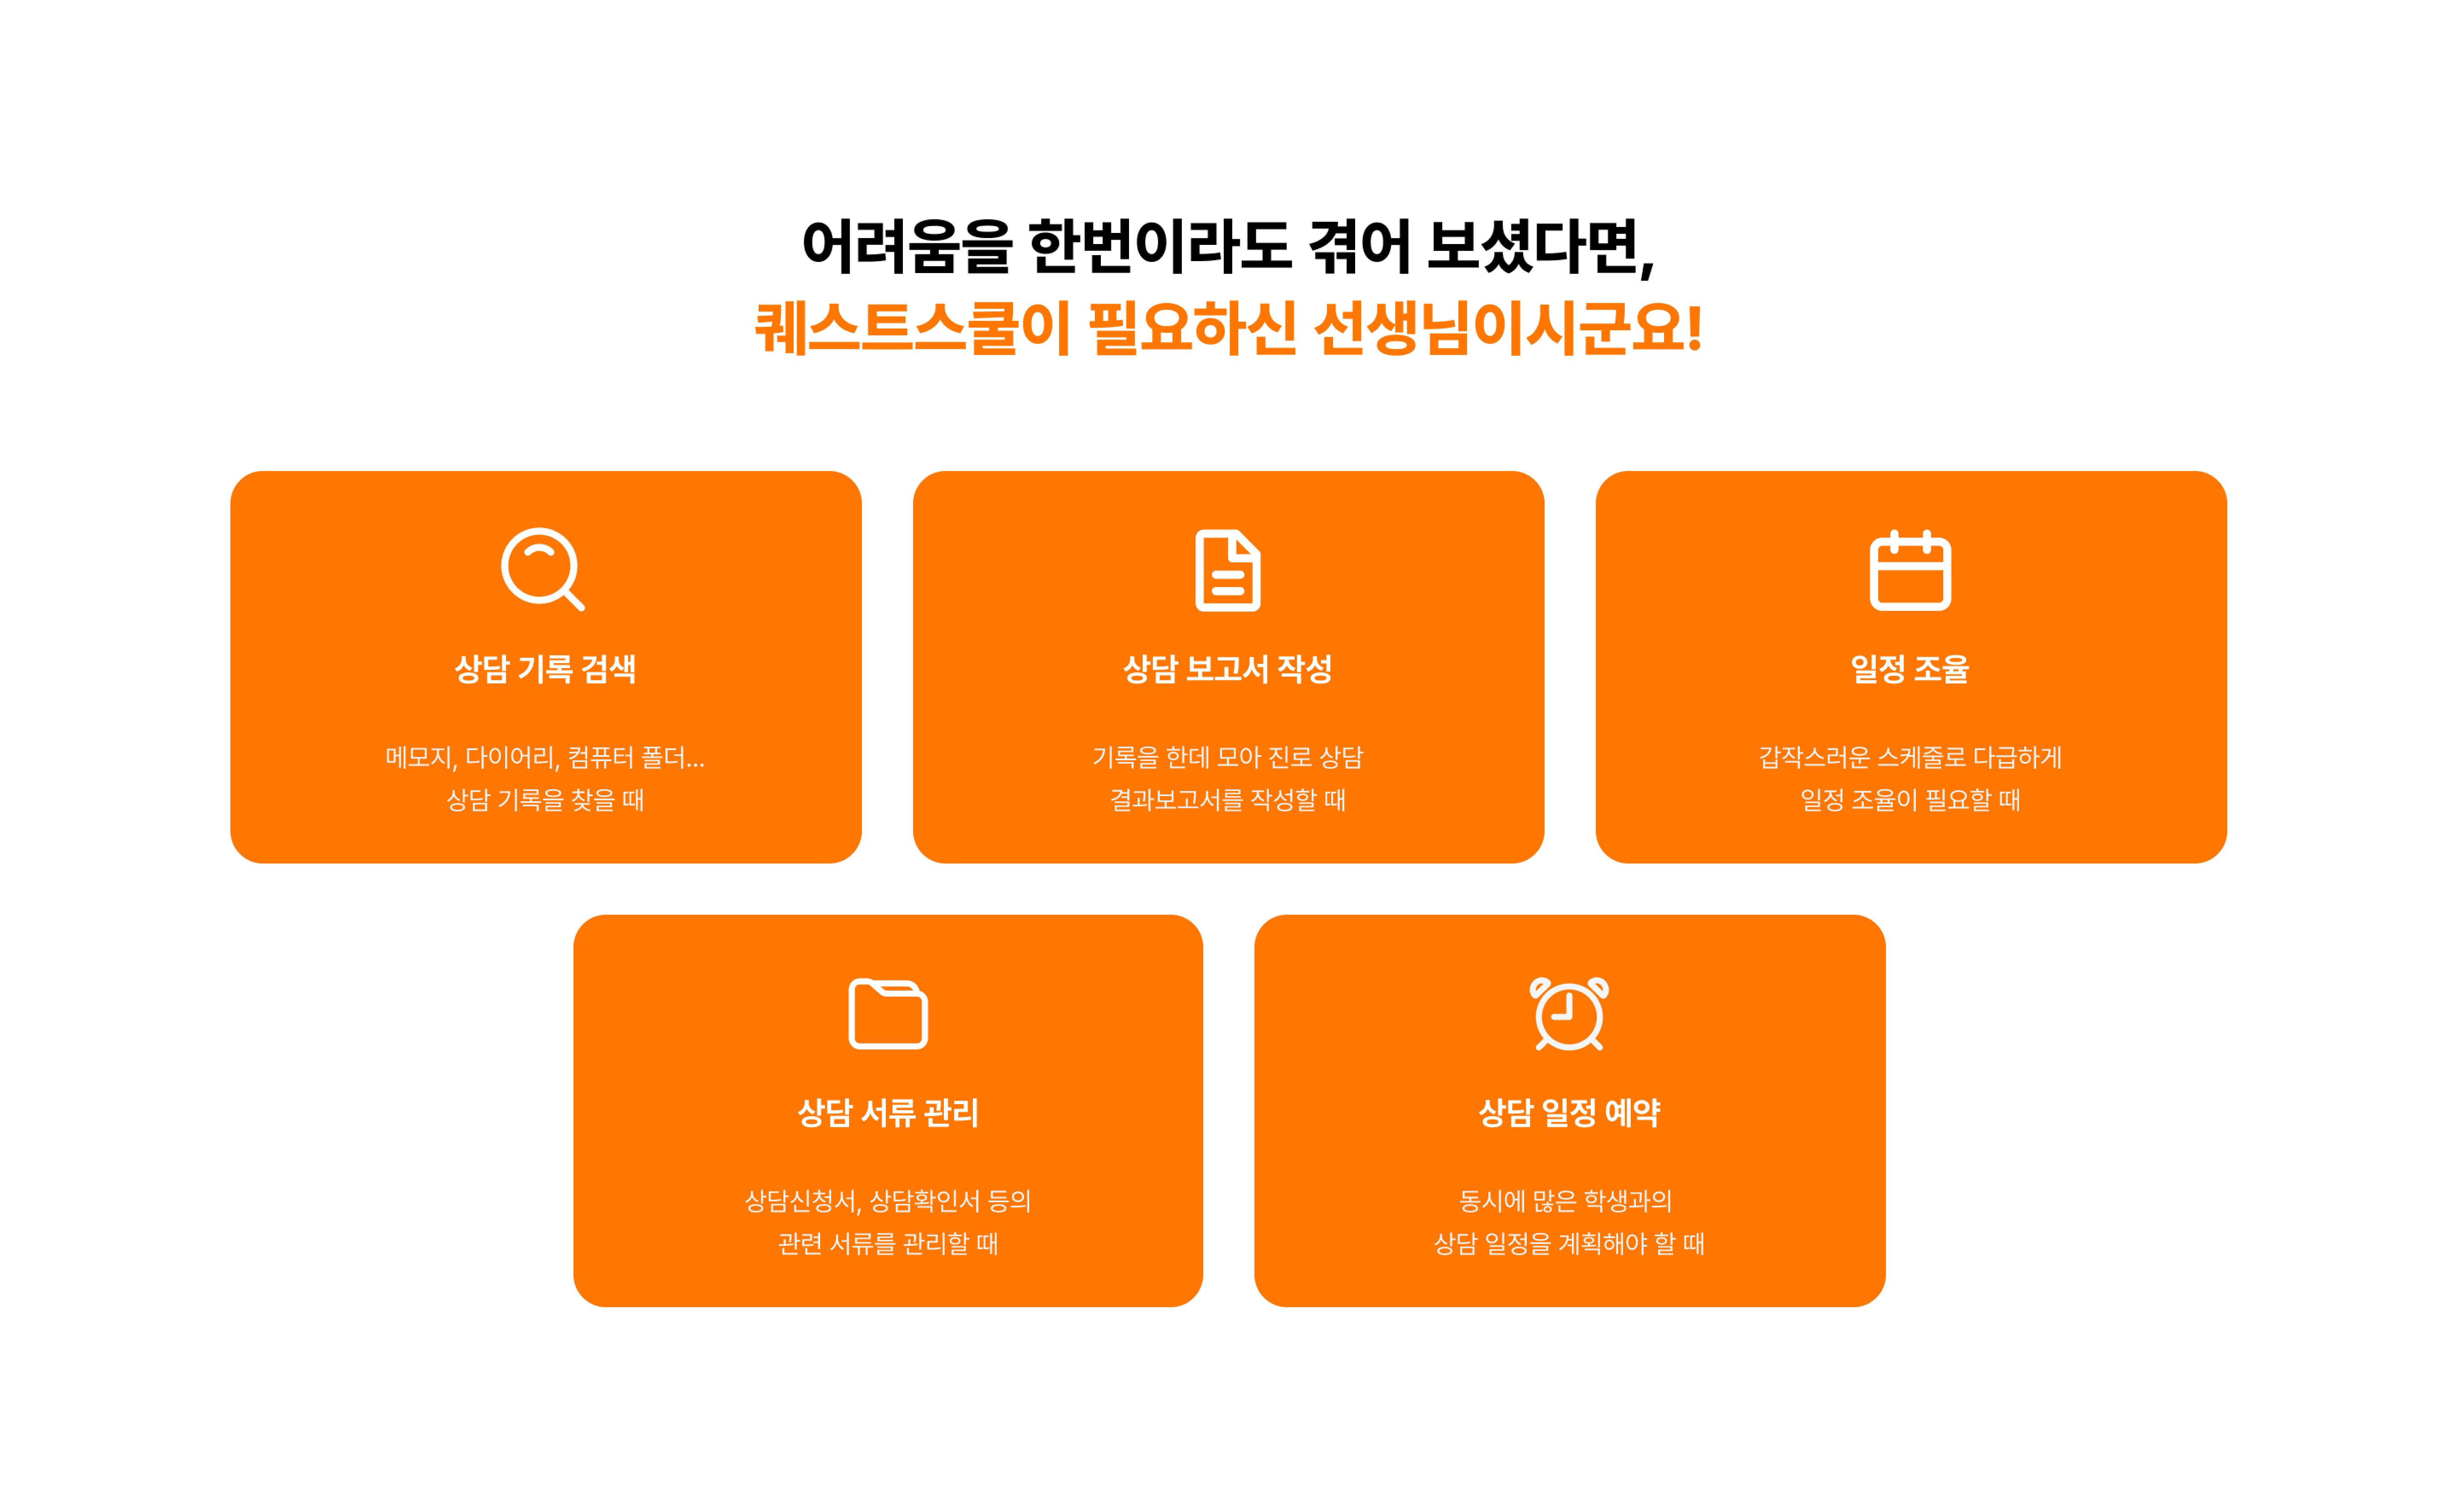 어려움을 한번이라도 겪어 보셨다면,
퀘스트스쿨이 필요하신 선생님이시군요!
상담 기록 검색
메모지, 다이어리, 컴퓨터 폴더...
상담 기록을 찾을 때
상담 보고서 작성
기록을 한데 모아 진로 상담
결과보고서를 작성할 때
일정 조율
갑작스러운 스케줄로 다급하게
일정 조율이 필요할 때
상담 서류 관리
상담신청서, 상담확인서 등의
관련 서류를 관리할 때
상담 일정 예약
동시에 많은 학생과의
상담 일정을 계획해야 할 때